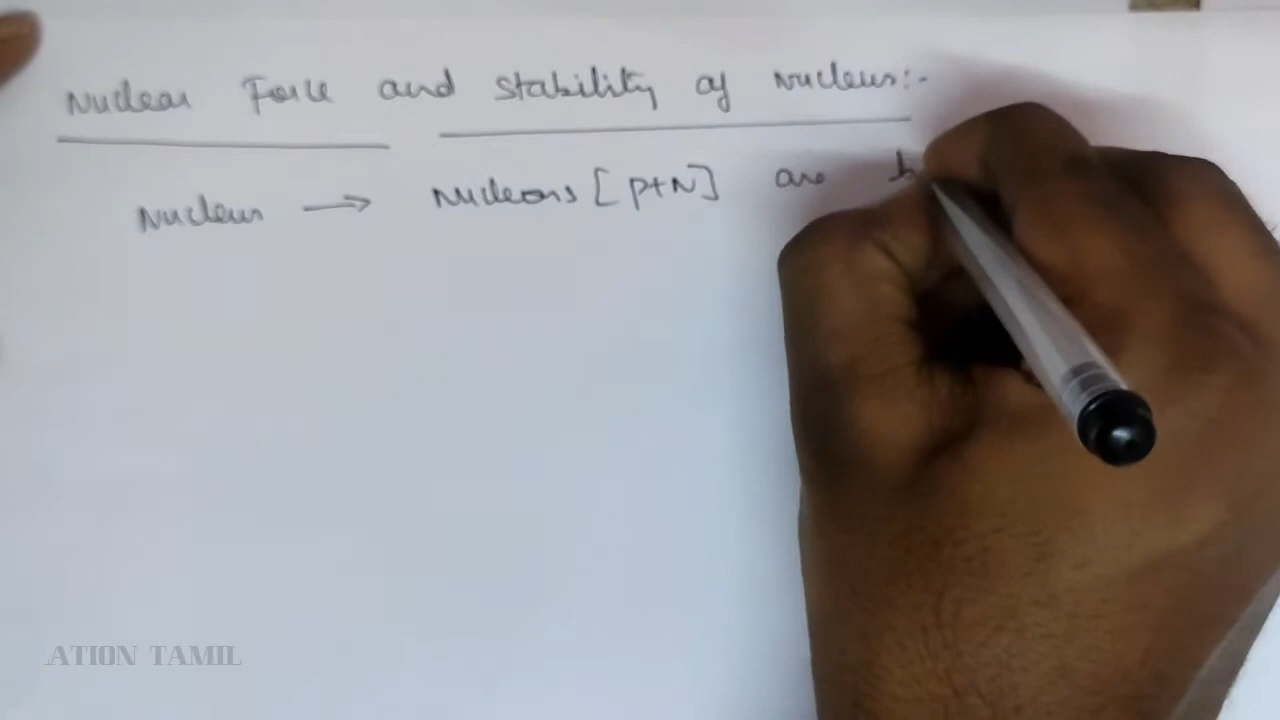 Nuclear Force and stability of Nucleus:-
Nucleus → Nucleons [P+N] are b
ATION TAMIL